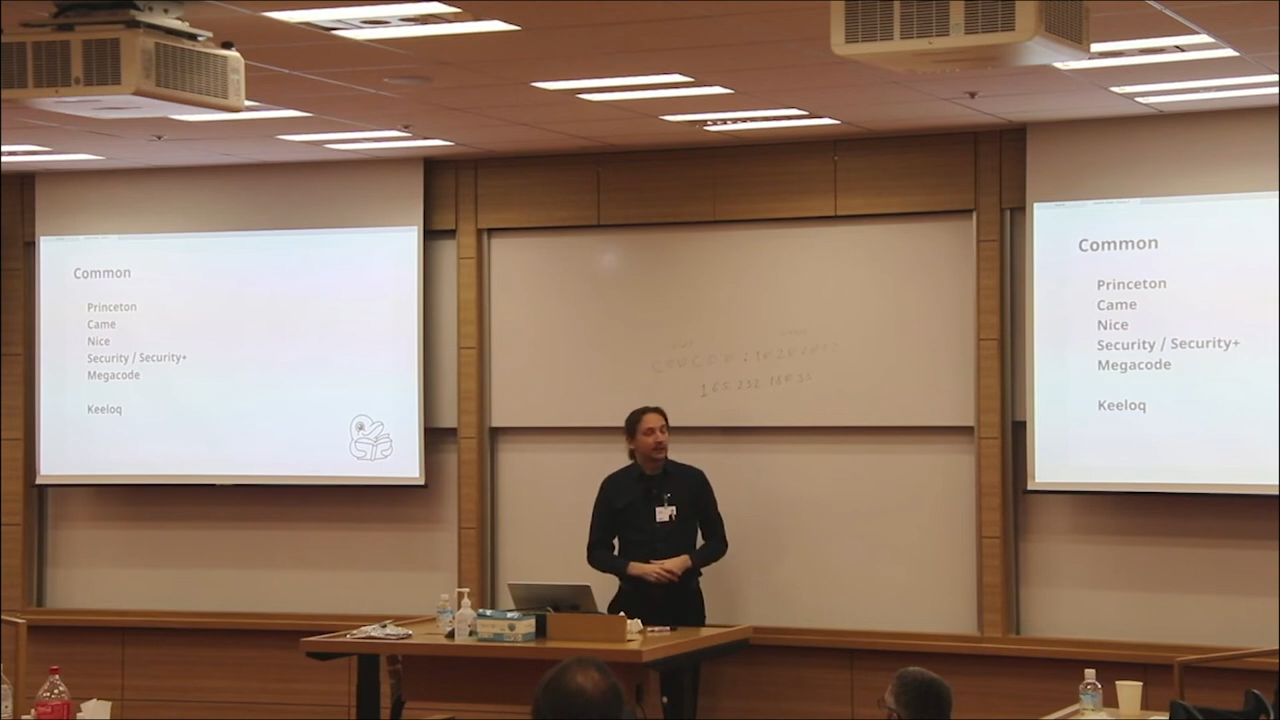 Common
Princeton
Came
Nice
Security / Security+
Megacode
Keeloq
Common
Princeton
Came
Nice
Security / Security+
Megacode
Keeloq